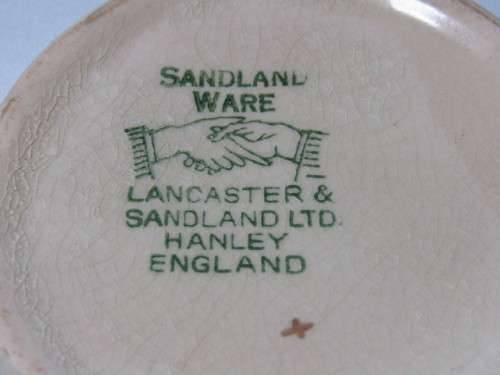 SANDLAND
WARE
LANCASTER &
SANDLAND LTD.
HANLEY
ENGLAND